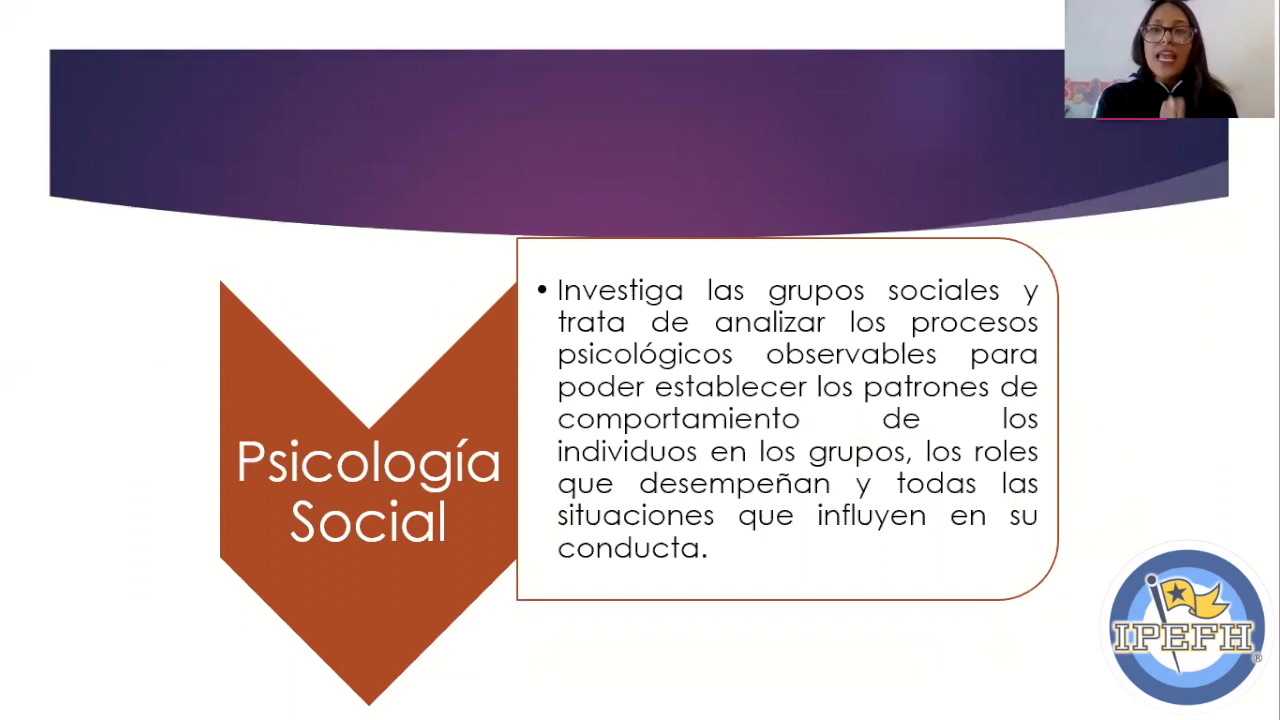 Psicología
Social
• Investiga las grupos sociales y
trata de analizar los procesos
psicológicos observables para
poder establecer los patrones de
comportamiento de los
individuos en los grupos, los roles
que desempeñan y todas las
situaciones que influyen en su
conducta.
IPEFH
®